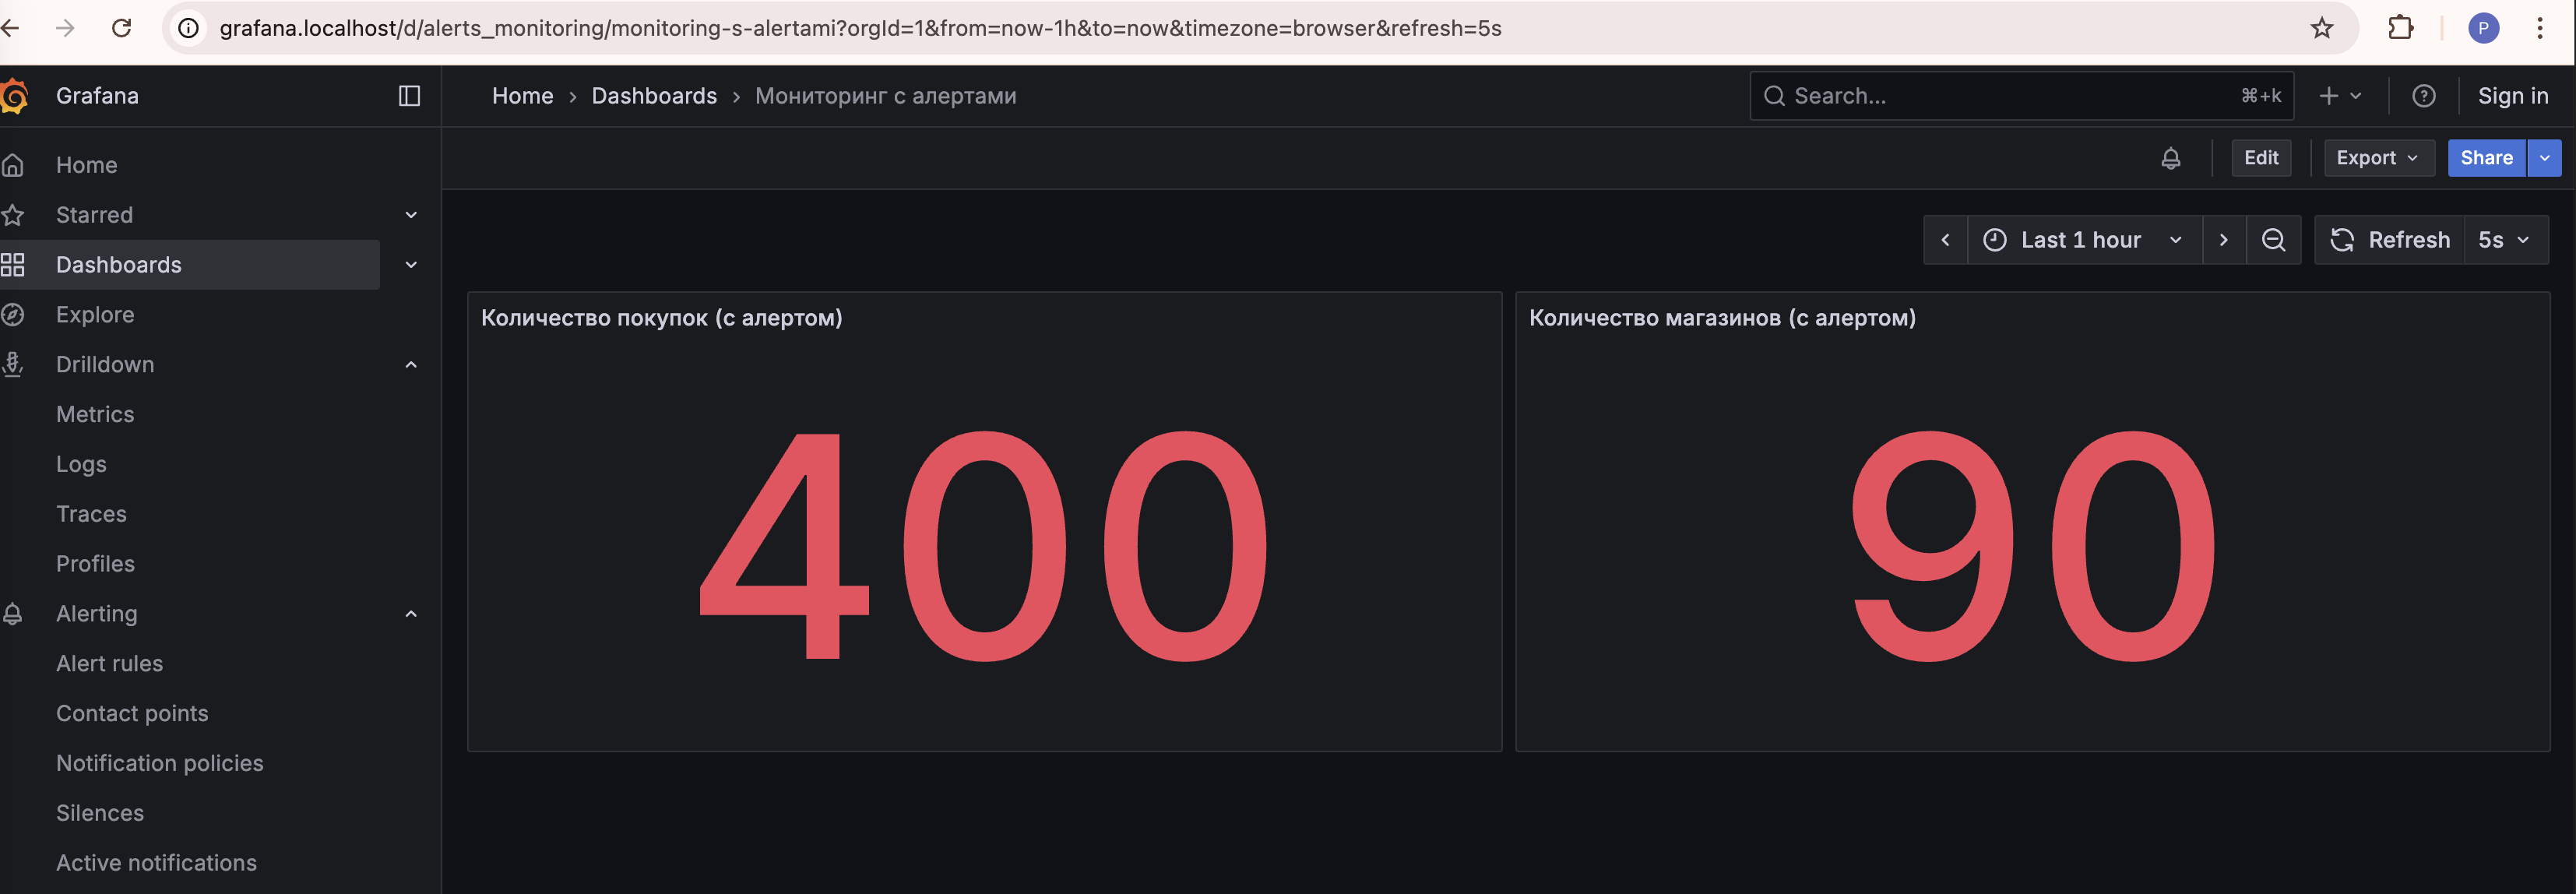 grafana.localhost/d/alerts_monitoring/monitoring-s-alertami?orgId=1&from=now-1h&to=now&timezone=browser&refresh=5s
P
Grafana
Home › Dashboards › Мониторинг с алертами
Search...
⌘+k
Sign in
Edit
Export
Share
Home
Starred
Dashboards
Explore
Drilldown
Metrics
Logs
Traces
Profiles
Alerting
Alert rules
Contact points
Notification policies
Silences
Active notifications
Last 1 hour
Refresh
5s
Количество покупок (с алертом)
400
Количество магазинов (с алертом)
90